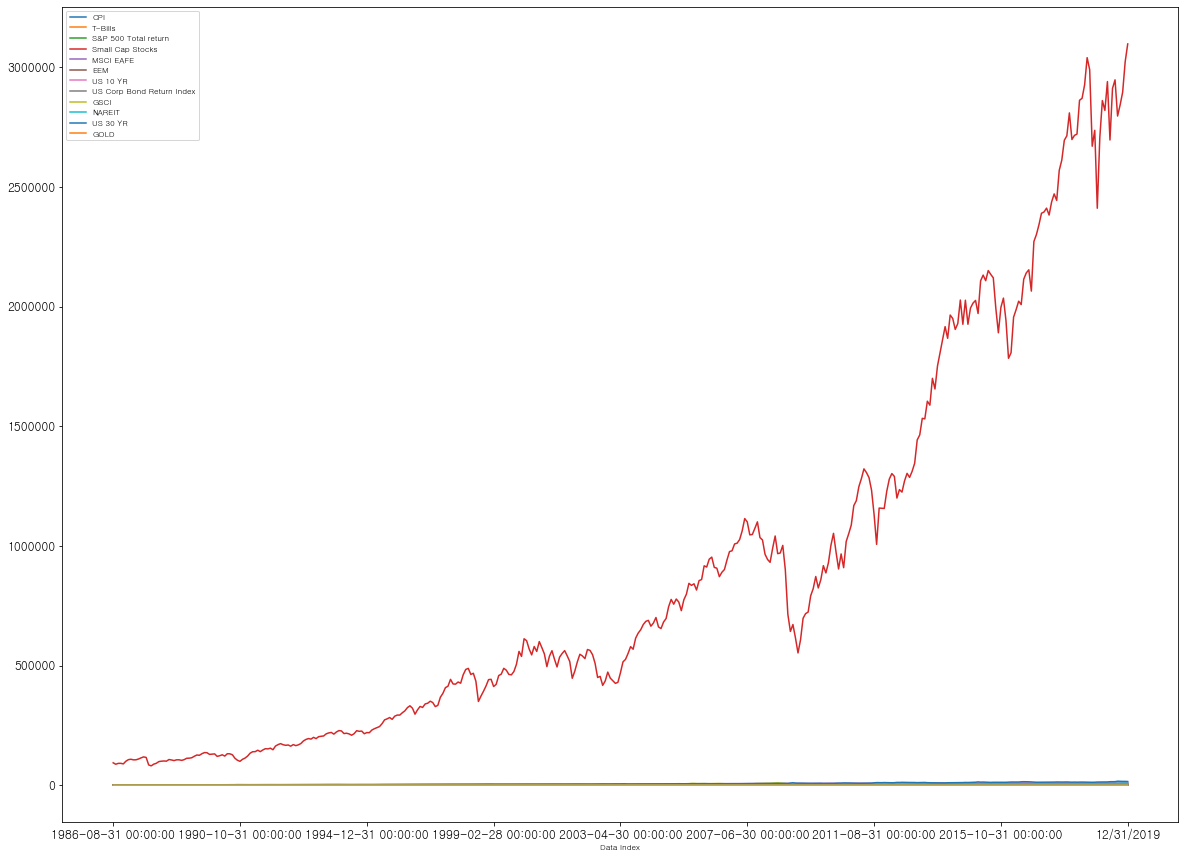 CPI
T-Bills
S&P 500 Total return
Small Cap Stocks
MSCI EAFE
EEM
US 10 YR
US Corp Bond Return Index
GSCI
NAREIT
US 30 YR
GOLD
3000000
2500000
2000000
1500000
1000000
500000
0
1986-08-31 00:00:00 1990-10-31 00:00:00 1994-12-31 00:00:00 1999-02-28 00:00:00 2003-04-30 00:00:00 2007-06-30 00:00:00 2011-08-31 00:00:00 2015-10-31 00:00:00 12/31/2019
Data Index